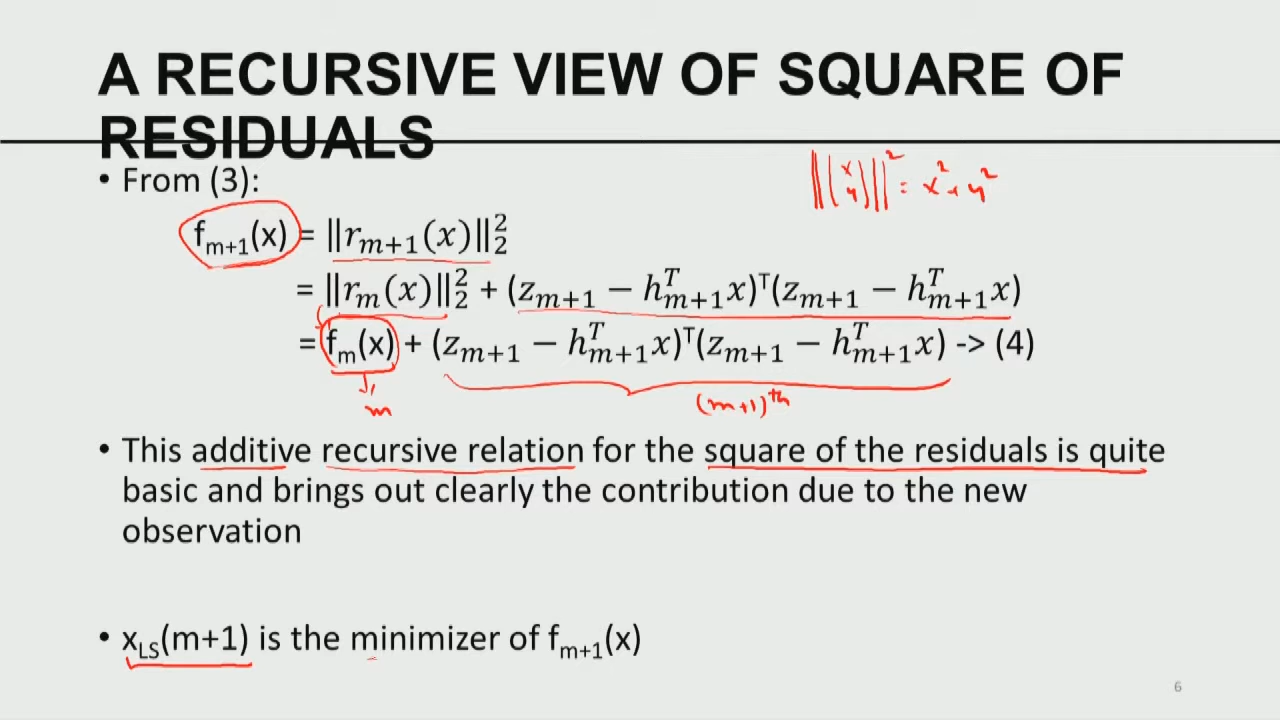 A RECURSIVE VIEW OF SQUARE OF
RESIDUALS
• From (3):
‖(x y)‖² = x² + y²
fₘ₊₁(x) = ‖𝑟ₘ₊₁(𝑥)‖₂²
= ‖𝑟ₘ(𝑥)‖₂² + (𝑧ₘ₊₁ − ℎᵀₘ₊₁𝑥)ᵀ(𝑧ₘ₊₁ − ℎᵀₘ₊₁𝑥)
= fₘ(x) + (𝑧ₘ₊₁ − ℎᵀₘ₊₁𝑥)ᵀ(𝑧ₘ₊₁ − ℎᵀₘ₊₁𝑥) -> (4)
m (m+1)ᵗʰ
• This additive recursive relation for the square of the residuals is quite
basic and brings out clearly the contribution due to the new
observation
• x_LS(m+1) is the minimizer of fₘ₊₁(x)
6